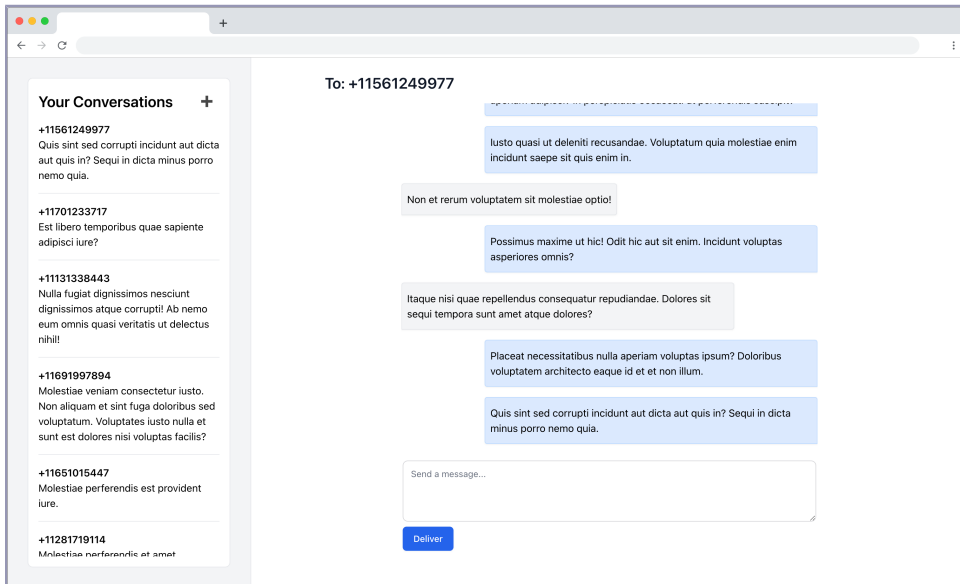 Your Conversations
+11561249977
Quis sint sed corrupti incidunt aut dicta
aut quis in? Sequi in dicta minus porro
nemo quia.
+11701233717
Est libero temporibus quae sapiente
adipisci iure?
+11131338443
Nulla fugiat dignissimos nesciunt
dignissimos atque corrupti! Ab nemo
eum omnis quasi veritatis ut delectus
nihil!
+11691997894
Molestiae veniam consectetur iusto.
Non aliquam et sint fuga doloribus sed
voluptatum. Voluptates iusto nulla et
sunt est dolores nisi voluptas facilis?
+11651015447
Molestiae perferendis est provident
iure.
+11281719114
Molestiae perferendis et amet
To: +11561249977
Iusto quasi ut deleniti recusandae. Voluptatum quia molestiae enim
incidunt saepe sit quis enim in.
Non et rerum voluptatem sit molestiae optio!
Possimus maxime ut hic! Odit hic aut sit enim. Incidunt voluptas
asperiores omnis?
Itaque nisi quae repellendus consequatur repudiandae. Dolores sit
sequi tempora sunt amet atque dolores?
Placeat necessitatibus nulla aperiam voluptas ipsum? Doloribus
voluptatem architecto eaque id et et non illum.
Quis sint sed corrupti incidunt aut dicta aut quis in? Sequi in dicta
minus porro nemo quia.
Send a message...
Deliver